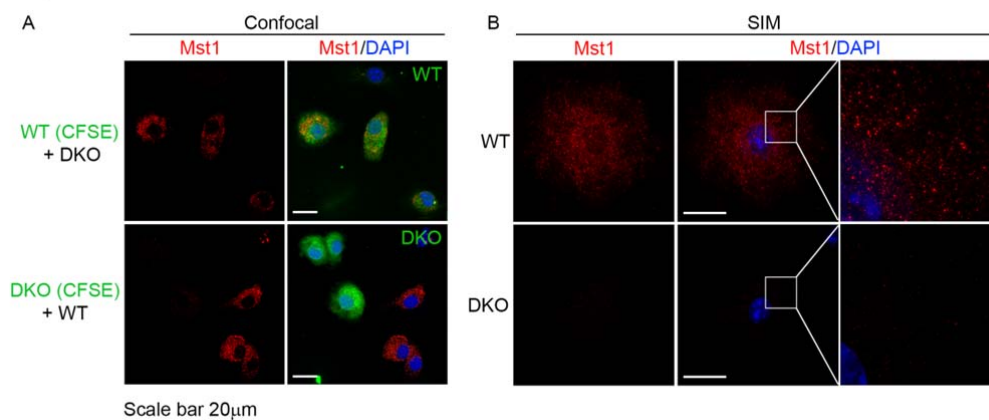 A
Confocal
Mst1 Mst1/DAPI
WT (CFSE)
+ DKO
WT
DKO (CFSE)
+ WT
DKO
Scale bar 20μm
B
SIM
Mst1 Mst1/DAPI
WT
DKO